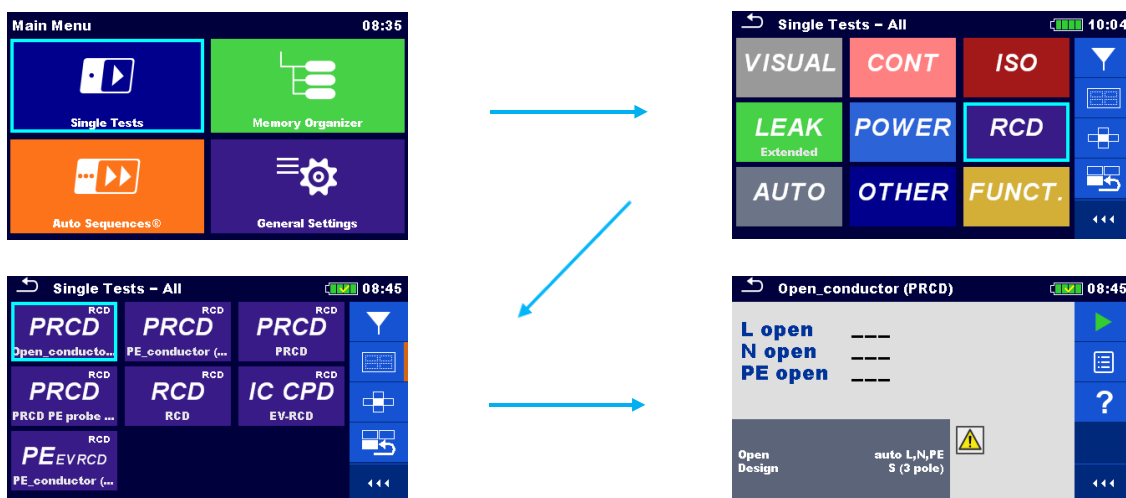 Main Menu 08:35
Single Tests
Memory Organizer
Auto Sequences®
General Settings
Single Tests – All 10:04
VISUAL CONT ISO
LEAK POWER RCD
Extended
AUTO OTHER FUNCT.
Single Tests – All 08:45
RCD RCD RCD
PRCD PRCD PRCD
Open_conducto... PE_conductor (... PRCD
RCD RCD RCD
PRCD RCD IC CPD
PRCD PE probe ... RCD EV-RCD
RCD
PE EV RCD
PE_conductor (...
Open_conductor (PRCD) 08:45
L open ___
N open ___
PE open ___
?
Open auto L,N,PE
Design S (3 pole)